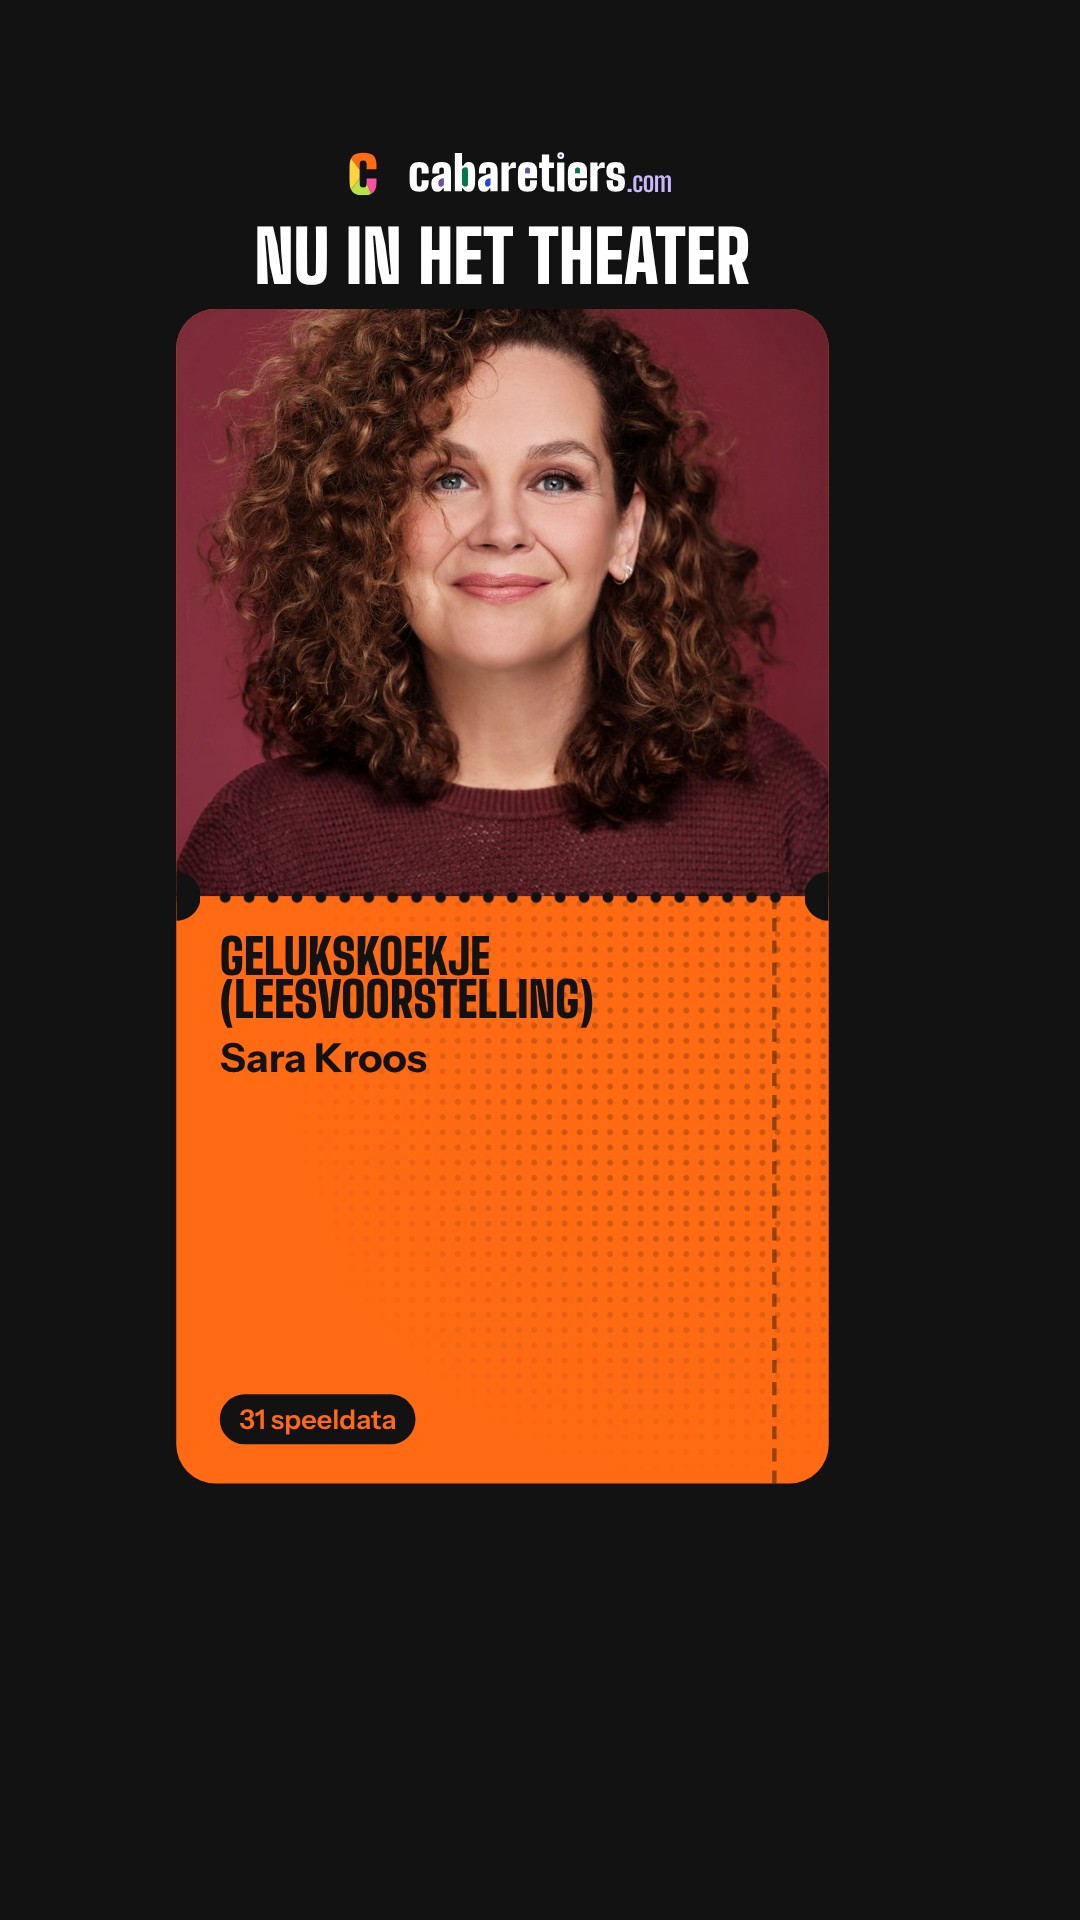 C cabaretiers.com
NU IN HET THEATER
GELUKSKOEKJE
(LEESVOORSTELLING)
Sara Kroos
31 speeldata